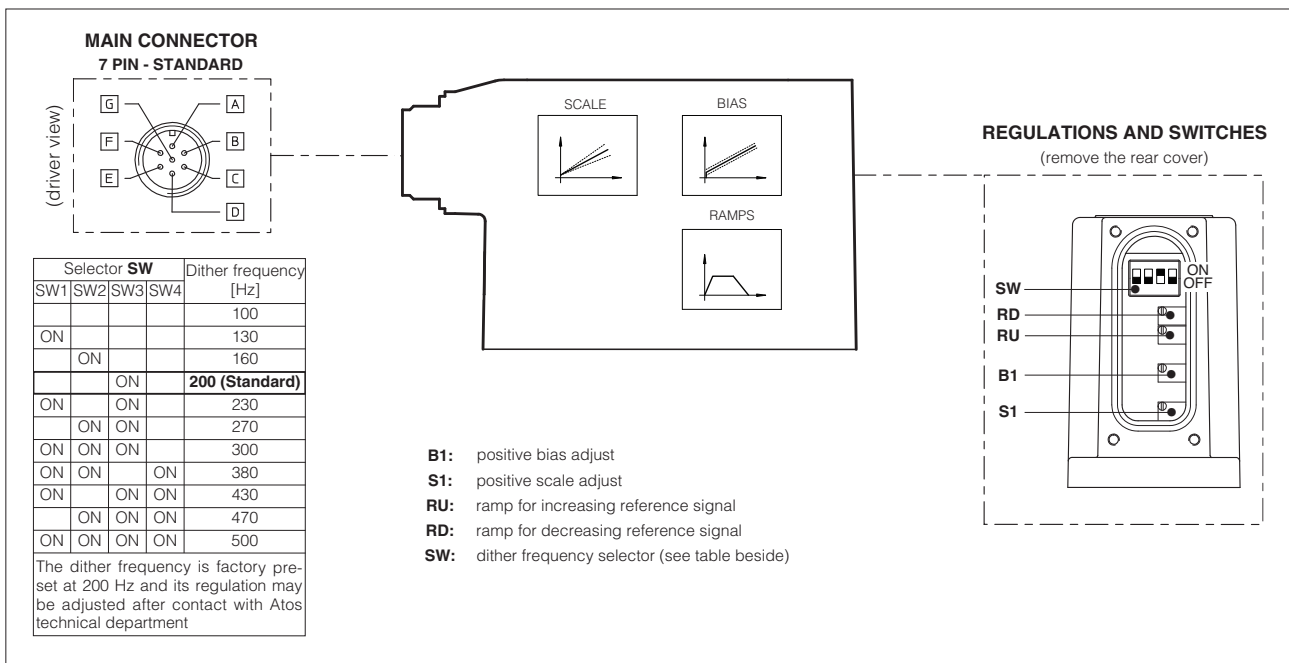 MAIN CONNECTOR
7 PIN - STANDARD
(driver view)
G
A
F
B
E
C
D
SCALE
BIAS
RAMPS
REGULATIONS AND SWITCHES
(remove the rear cover)
ON
OFF
SW
RD
RU
B1
S1
Selector SW Dither frequency
SW1 SW2 SW3 SW4 [Hz]
100
ON 130
ON 160
ON 200 (Standard)
ON ON 230
ON ON 270
ON ON ON 300
ON ON ON 380
ON ON ON 430
ON ON ON 470
ON ON ON ON 500
The dither frequency is factory pre-
set at 200 Hz and its regulation may
be adjusted after contact with Atos
technical department
B1: positive bias adjust
S1: positive scale adjust
RU: ramp for increasing reference signal
RD: ramp for decreasing reference signal
SW: dither frequency selector (see table beside)